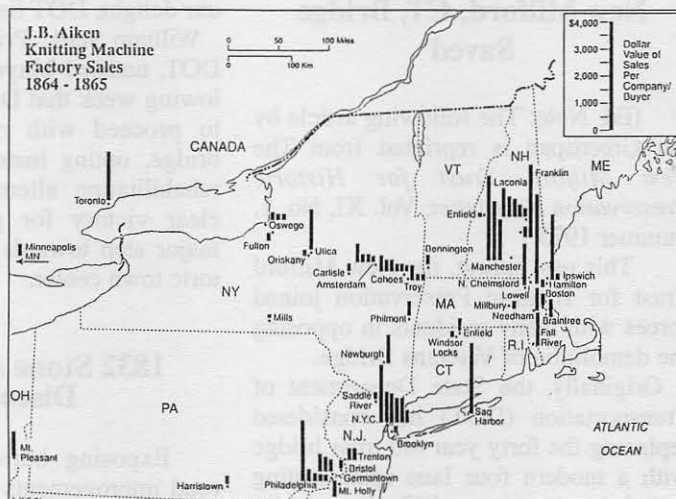 J.B. Aiken
Knitting Machine
Factory Sales
1864 - 1865
0
100 Miles
0
100 Km
$4,000
3,000
2,000
1,000
0
Dollar
Value of
Sales
Per
Company/
Buyer
CANADA
VT
NH
ME
Franklin
Laconia
Enfield
Toronto
Oswego
Fulton
Oriskany
Utica
Bennington
Minneapolis
MN
Carlisle
Amsterdam
Cohoes
Troy
Manchester
N. Chelmsford
Lowell
Hamilton
Boston
NY
MA
Milbury
Needham
Braintree
Fall
River
Mills
Philmont
Enfield
Windsor
Locks
R.I.
CT
Newburgh
Saddle
River
N.Y.C.
Sag
Harbor
OH
PA
N.J.
Brooklyn
ATLANTIC
OCEAN
Mt.
Pleasant
Trenton
Bristol
Germantown
Harristown
Philadelphia
Mt. Holly